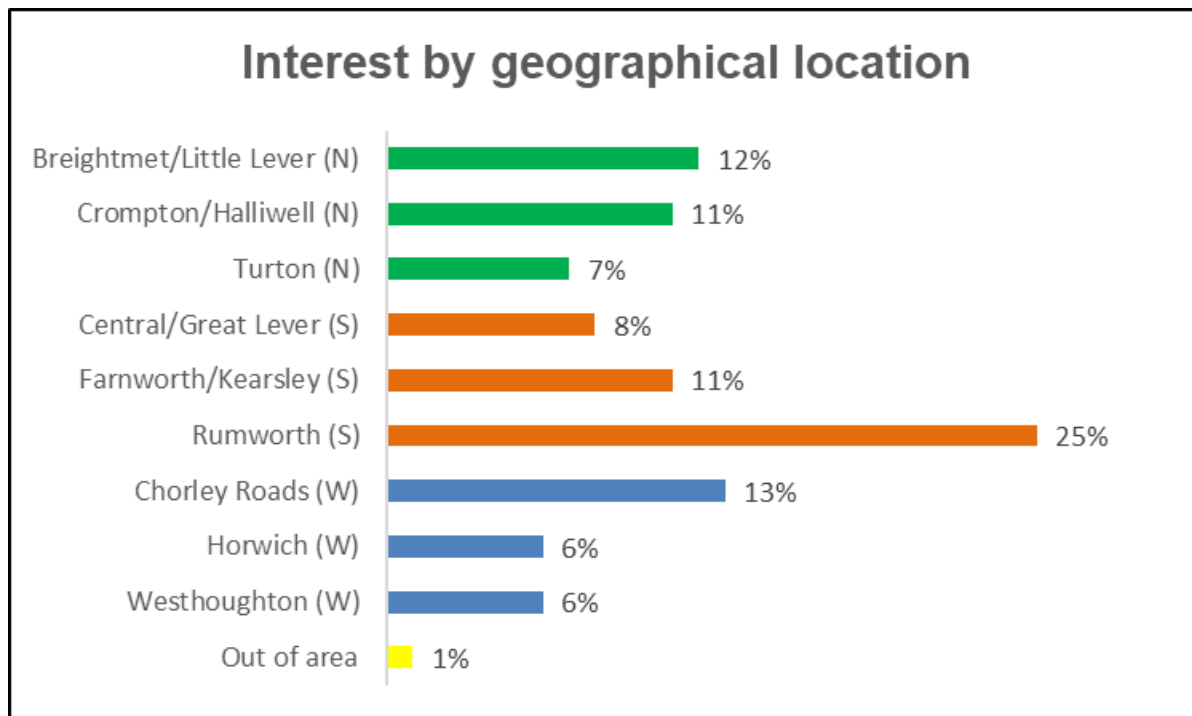 Interest by geographical location
Breightmet/Little Lever (N) 12%
Crompton/Halliwell (N) 11%
Turton (N) 7%
Central/Great Lever (S) 8%
Farnworth/Kearsley (S) 11%
Rumworth (S) 25%
Chorley Roads (W) 13%
Horwich (W) 6%
Westhoughton (W) 6%
Out of area 1%